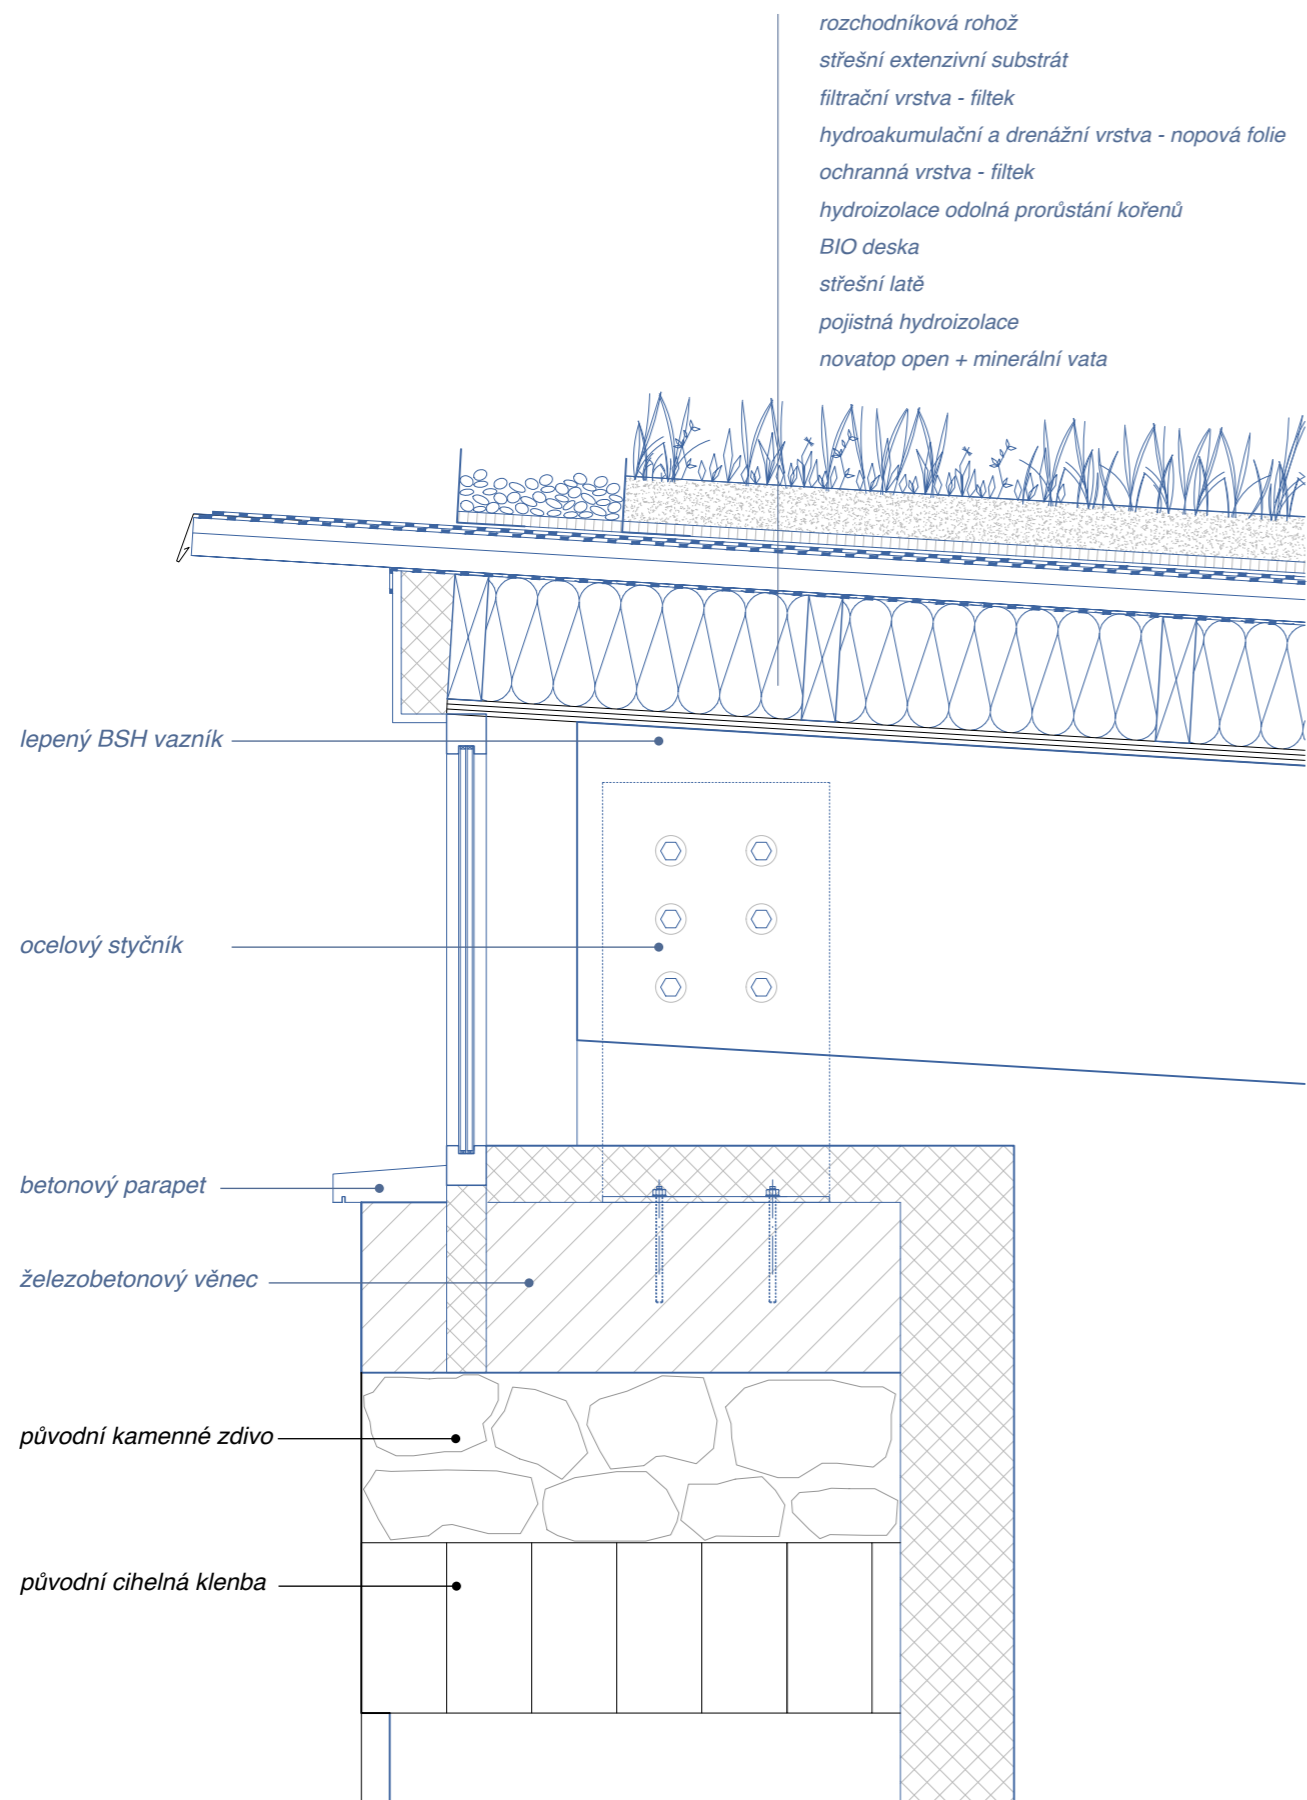 rozchodníková rohož
střešní extenzivní substrát
filtrační vrstva - filtek
hydroakumulační a drenážní vrstva - nopová folie
ochranná vrstva - filtek
hydroizolace odolná prorůstání kořenů
BIO deska
střešní latě
pojistná hydroizolace
novatop open + minerální vata
lepený BSH vazník
ocelový styčník
betonový parapet
železobetonový věnec
původní kamenné zdivo
původní cihelná klenba